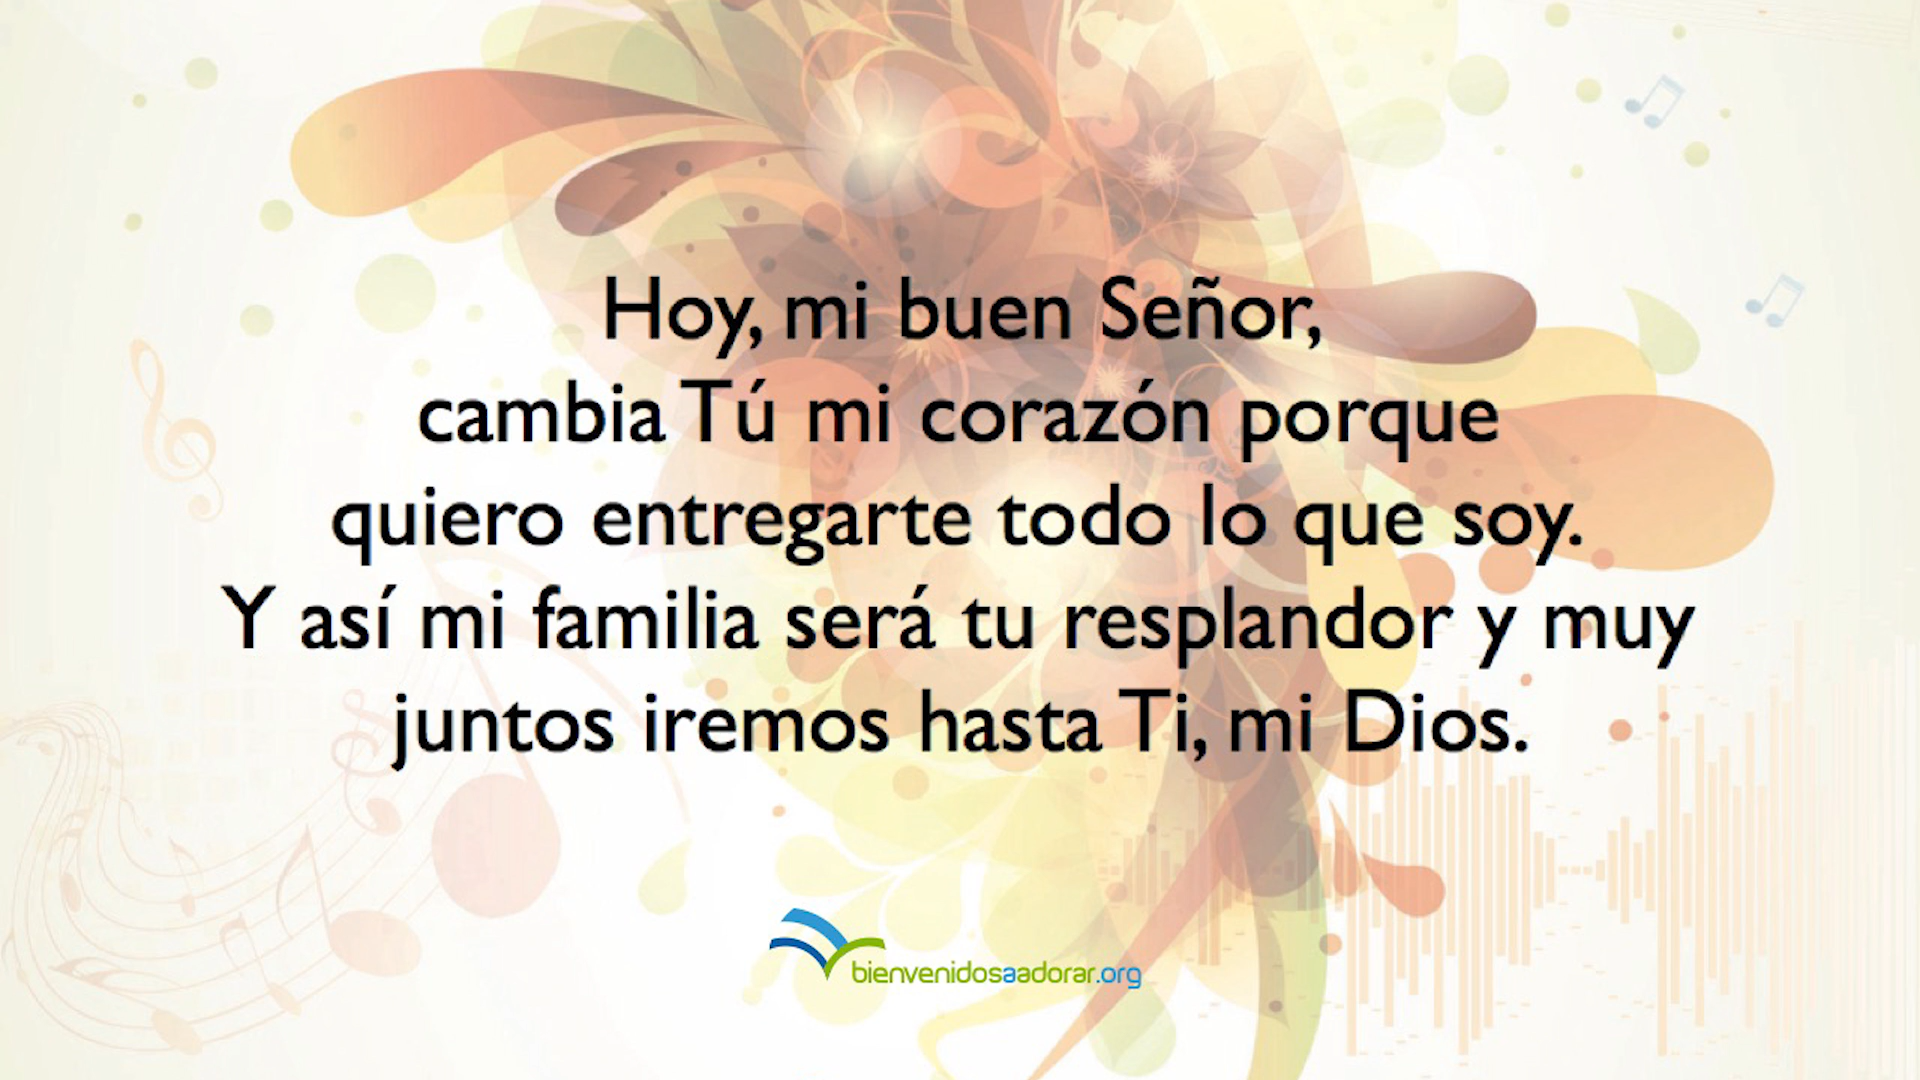 Hoy, mi buen Señor,
cambia Tú mi corazón porque
quiero entregarte todo lo que soy.
Y así mi familia será tu resplandor y muy
juntos iremos hasta Ti, mi Dios.
bienvenidosaadorar.org